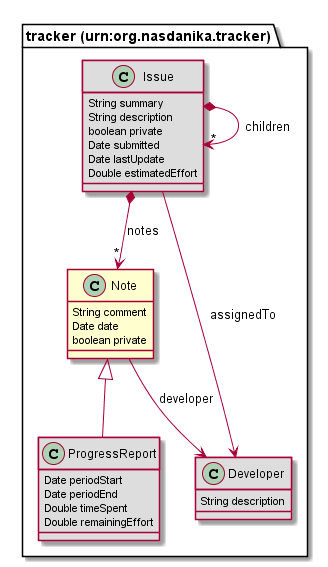 tracker (urn:org.nasdanika.tracker)
C Issue
String summary
String description
boolean private
Date submitted
Date lastUpdate
Double estimatedEffort
children
*
notes
*
C Note
String comment
Date date
boolean private
assignedTo
developer
C ProgressReport
Date periodStart
Date periodEnd
Double timeSpent
Double remainingEffort
C Developer
String description